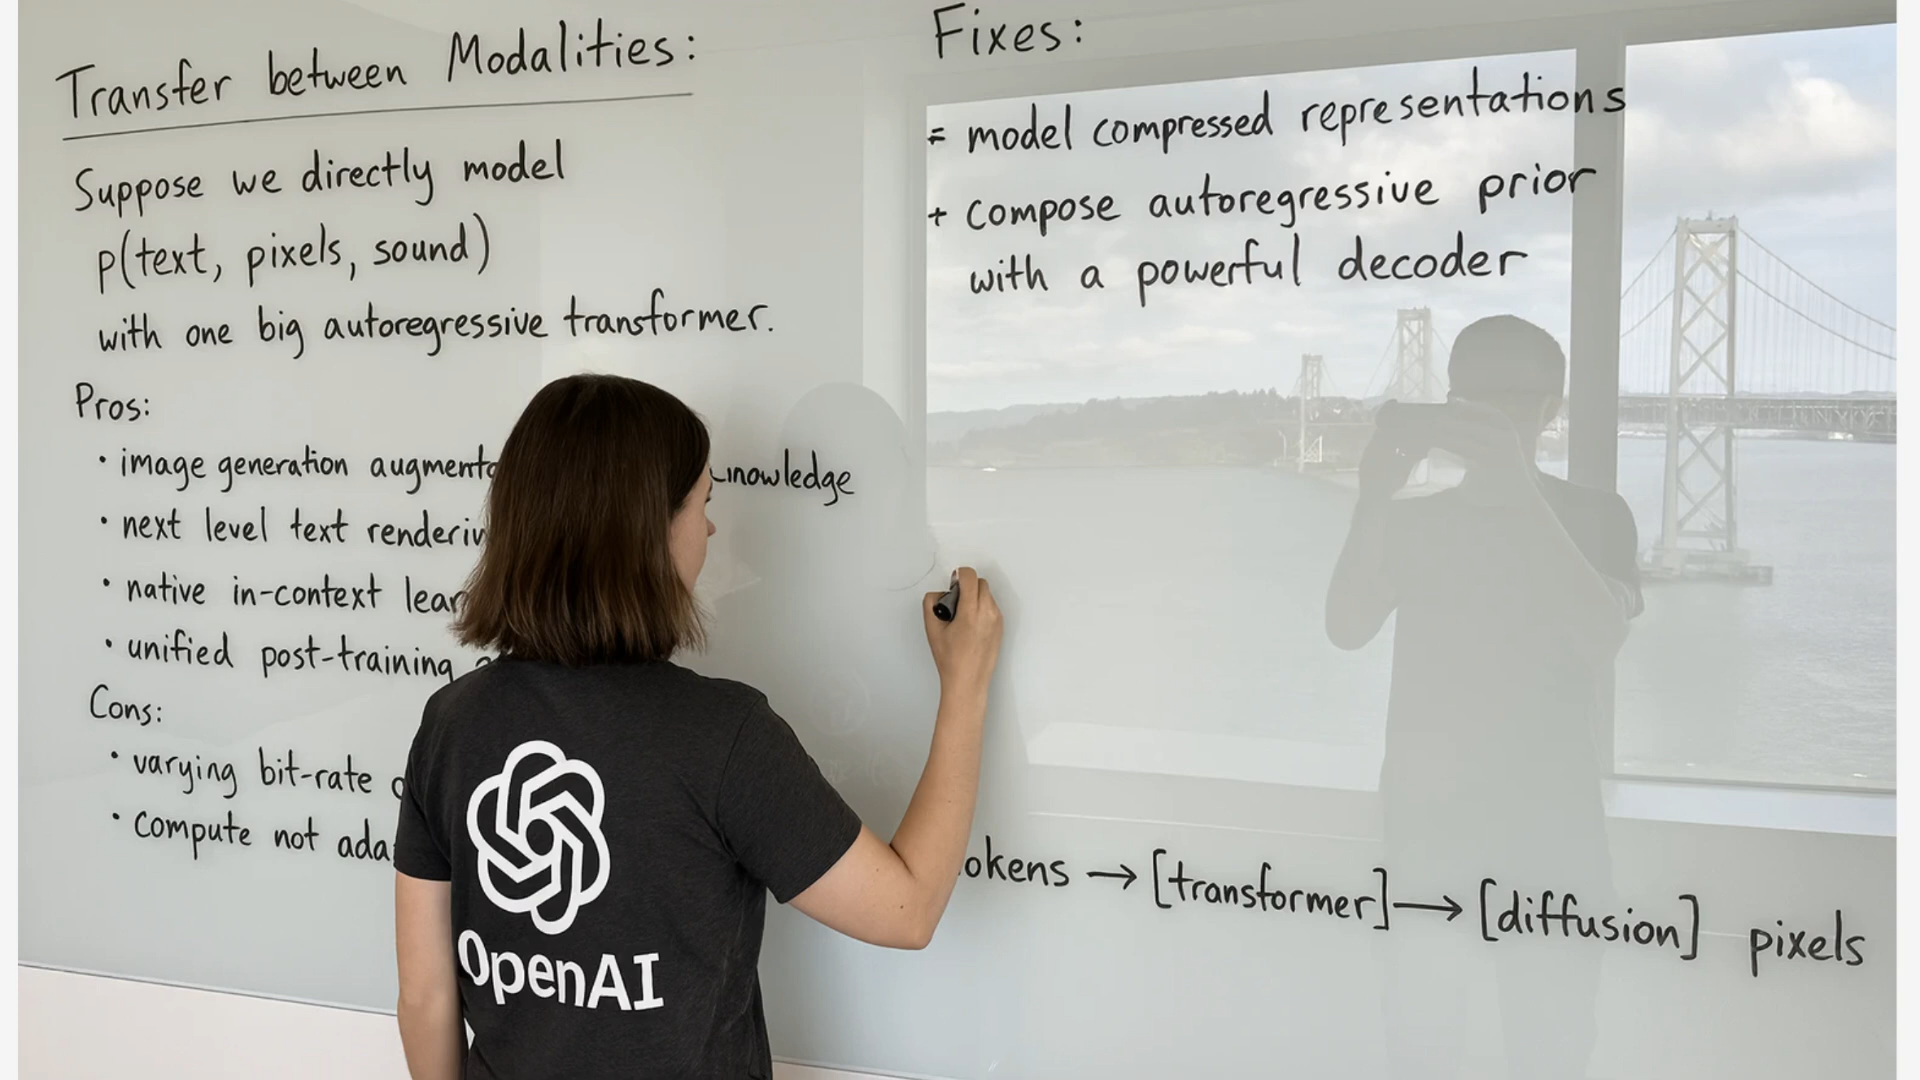 Transfer between Modalities:
Suppose we directly model
p(text, pixels, sound)
with one big autoregressive transformer.
Pros:
• image generation
• next level text
• native in-context
• unified post-training
Cons:
• varying bit-rate
• compute not
Fixes:
= model compressed representations
+ compose autoregressive prior
with a powerful decoder
→ [transformer] → [diffusion] pixels
OpenAI